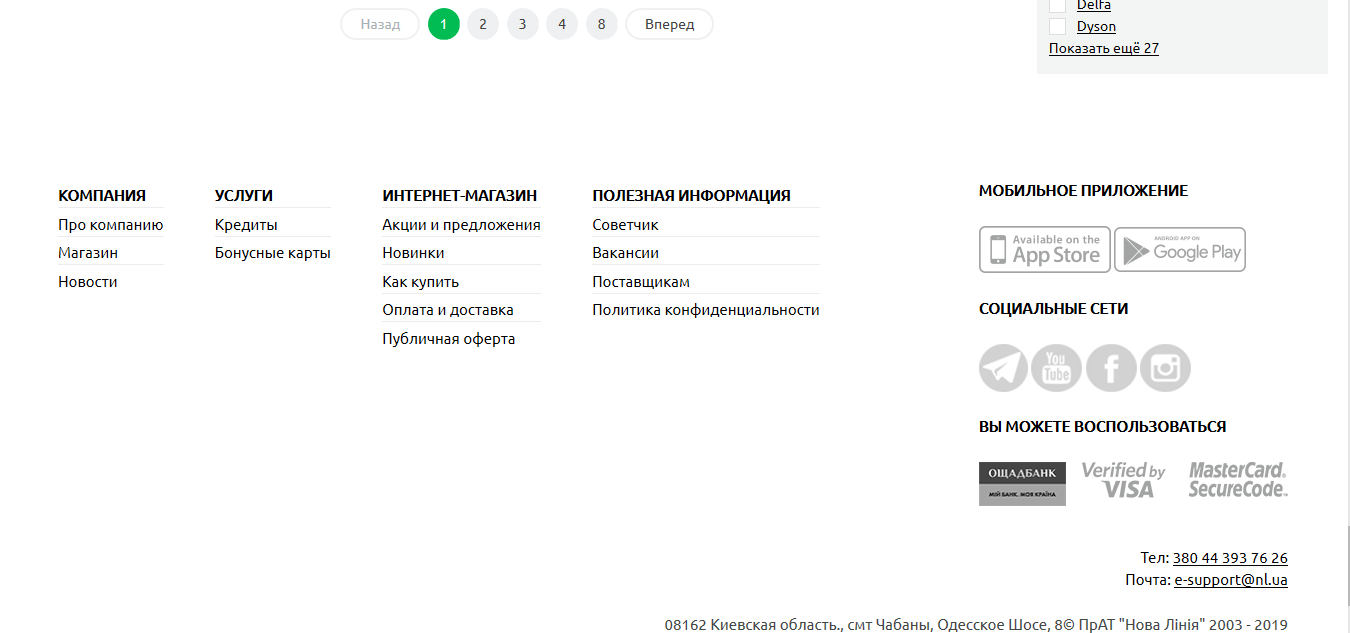 Назад 1 2 3 4 8 Вперед
Delfa
Dyson
Показать ещё 27
КОМПАНИЯ
Про компанию
Магазин
Новости
УСЛУГИ
Кредиты
Бонусные карты
ИНТЕРНЕТ-МАГАЗИН
Акции и предложения
Новинки
Как купить
Оплата и доставка
Публичная оферта
ПОЛЕЗНАЯ ИНФОРМАЦИЯ
Советчик
Вакансии
Поставщикам
Политика конфиденциальности
МОБИЛЬНОЕ ПРИЛОЖЕНИЕ
Available on the
App Store
ANDROID APP ON
Google Play
СОЦИАЛЬНЫЕ СЕТИ
You
Tube
ВЫ МОЖЕТЕ ВОСПОЛЬЗОВАТЬСЯ
ОЩАДБАНК
МІЙ БАНК. МОЯ КРАЇНА
Verified by
VISA
MasterCard.
SecureCode™
Тел: 380 44 393 76 26
Почта: e-support@nl.ua
08162 Киевская область., смт Чабаны, Одесское Шосе, 8© ПрАТ "Нова Лінія" 2003 - 2019